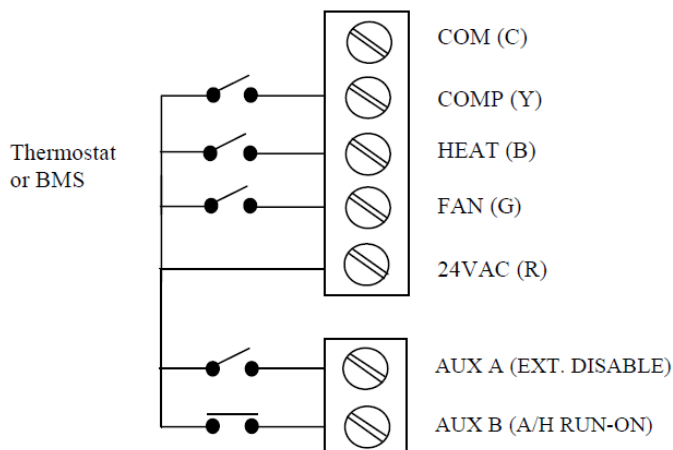 COM (C)
COMP (Y)
Thermostat
or BMS
HEAT (B)
FAN (G)
24VAC (R)
AUX A (EXT. DISABLE)
AUX B (A/H RUN-ON)